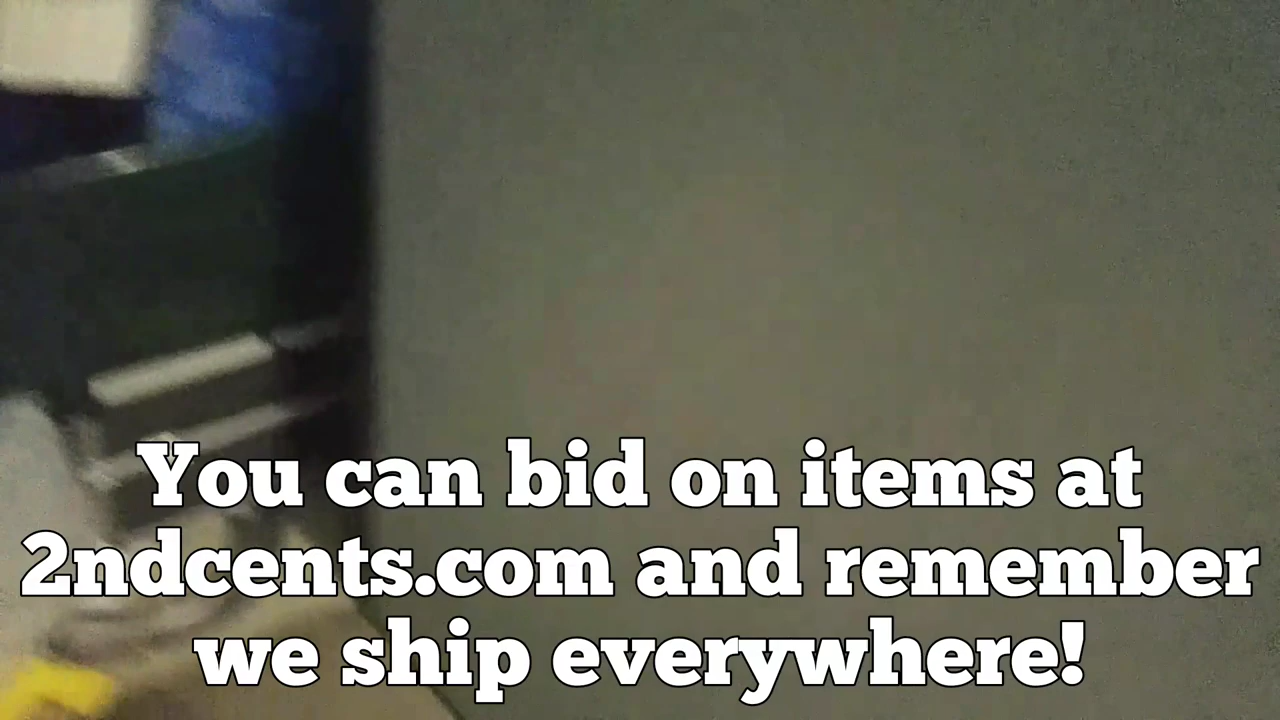 You can bid on items at
2ndcents.com and remember
we ship everywhere!